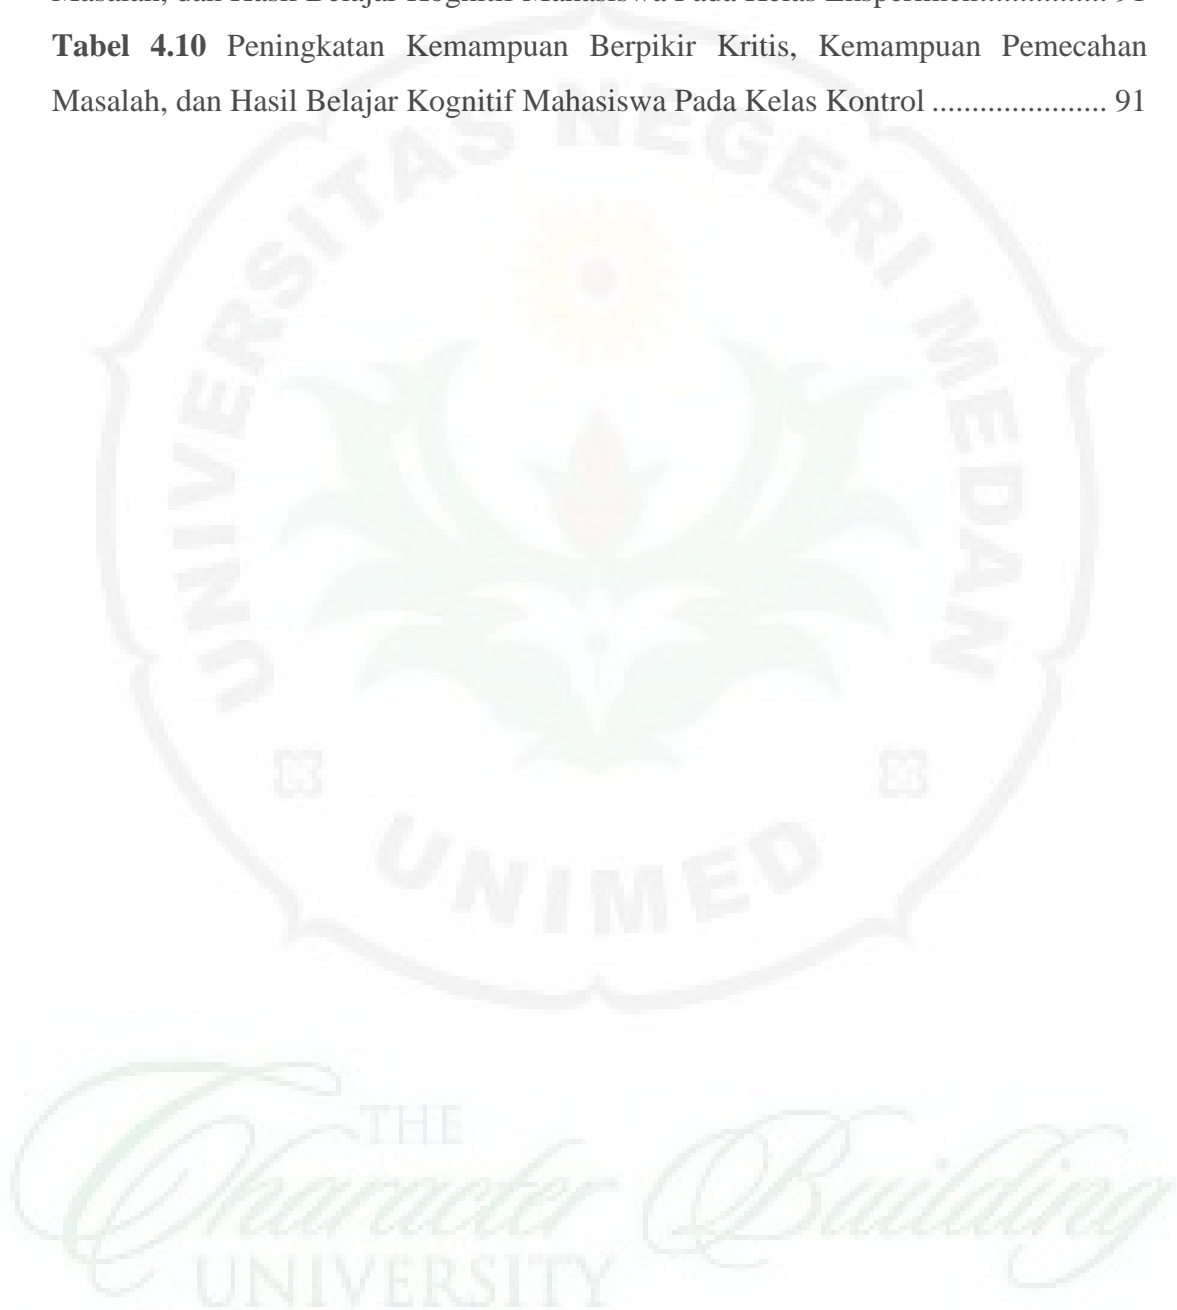 Masalah, dan Hasil Belajar Kognitif Mahasiswa Pada Kelas Eksperimen................ 91
Tabel 4.10 Peningkatan Kemampuan Berpikir Kritis, Kemampuan Pemecahan
Masalah, dan Hasil Belajar Kognitif Mahasiswa Pada Kelas Kontrol ...................... 91
UNIVERSITAS NEGERI MEDAN
UNIMED
THE
Character Building
UNIVERSITY